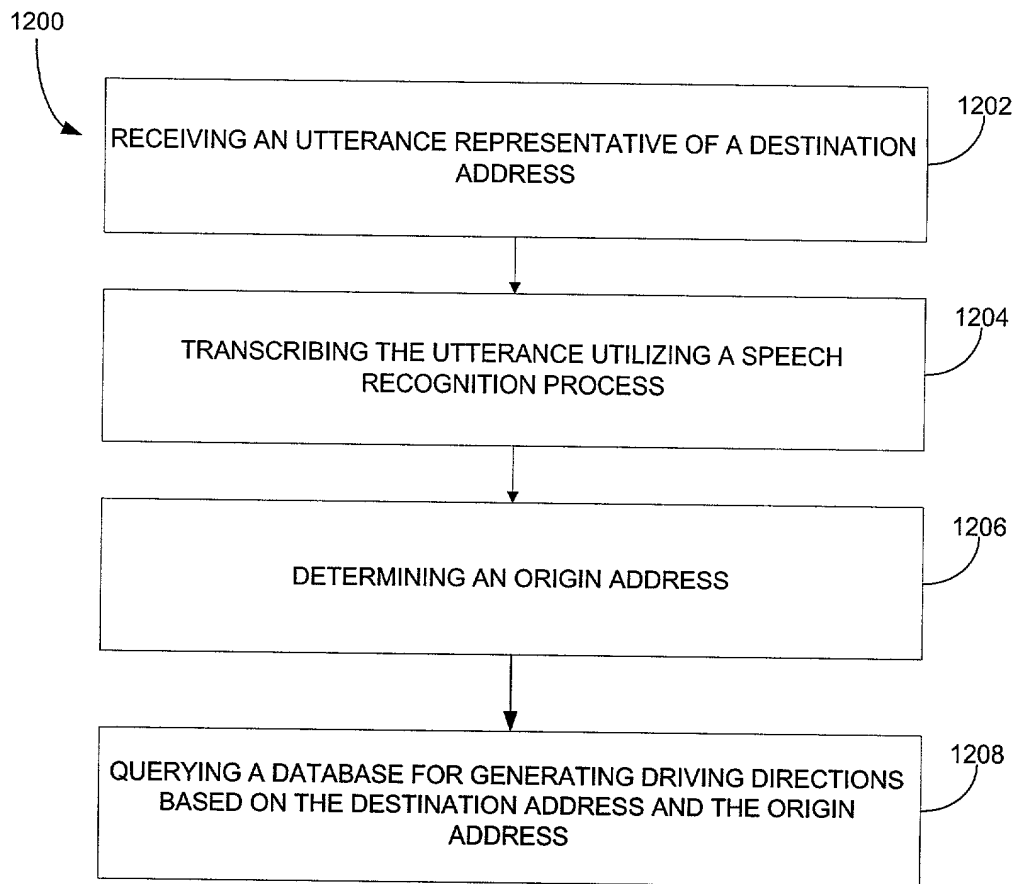 1200
1202
RECEIVING AN UTTERANCE REPRESENTATIVE OF A DESTINATION
ADDRESS
1204
TRANSCRIBING THE UTTERANCE UTILIZING A SPEECH
RECOGNITION PROCESS
1206
DETERMINING AN ORIGIN ADDRESS
1208
QUERYING A DATABASE FOR GENERATING DRIVING DIRECTIONS
BASED ON THE DESTINATION ADDRESS AND THE ORIGIN
ADDRESS